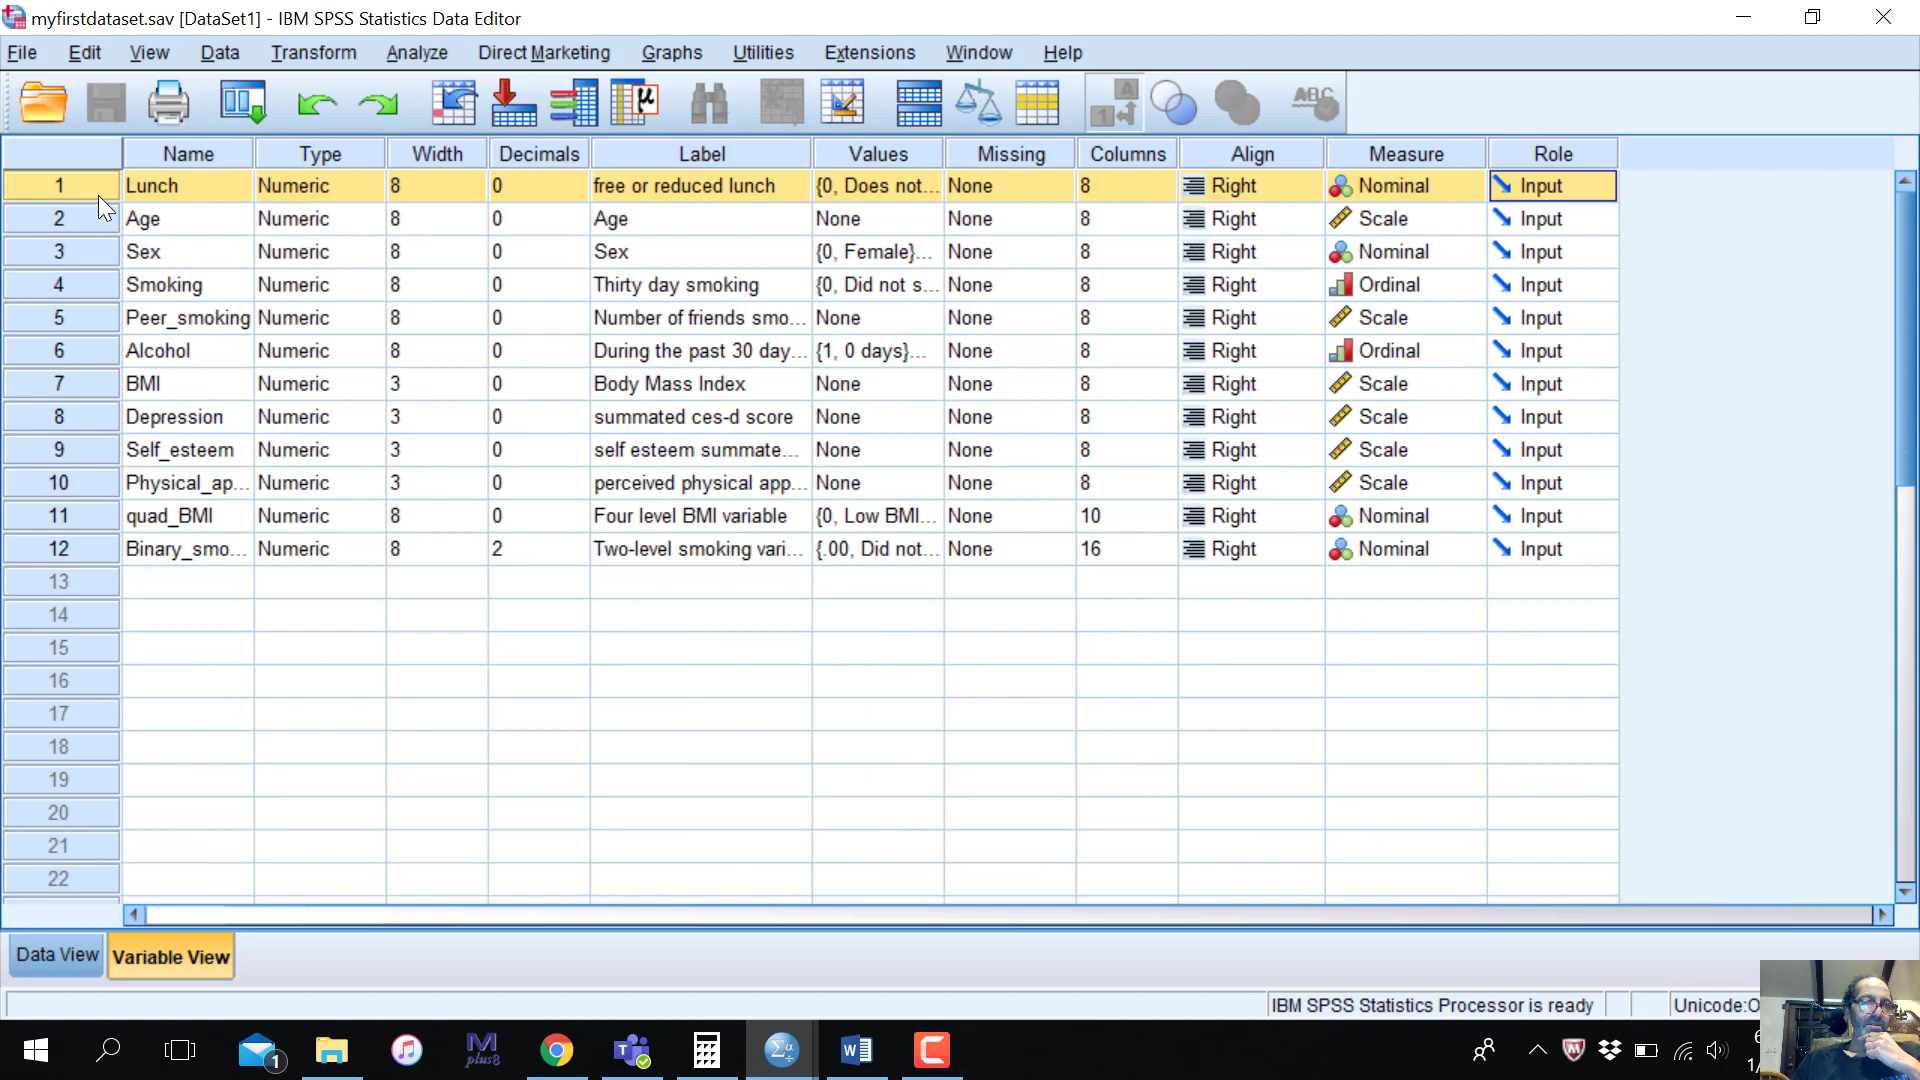 myfirstdataset.sav [DataSet1] - IBM SPSS Statistics Data Editor
File Edit View Data Transform Analyze Direct Marketing Graphs Utilities Extensions Window Help
Name Type Width Decimals Label Values Missing Columns Align Measure Role
1 Lunch Numeric 8 0 free or reduced lunch {0, Does not... None 8 Right Nominal Input
2 Age Numeric 8 0 Age None None 8 Right Scale Input
3 Sex Numeric 8 0 Sex {0, Female}... None 8 Right Nominal Input
4 Smoking Numeric 8 0 Thirty day smoking {0, Did not s... None 8 Right Ordinal Input
5 Peer_smoking Numeric 8 0 Number of friends smo... None None 8 Right Scale Input
6 Alcohol Numeric 8 0 During the past 30 day... {1, 0 days}... None 8 Right Ordinal Input
7 BMI Numeric 3 0 Body Mass Index None None 8 Right Scale Input
8 Depression Numeric 3 0 summated ces-d score None None 8 Right Scale Input
9 Self_esteem Numeric 3 0 self esteem summate... None None 8 Right Scale Input
10 Physical_ap... Numeric 3 0 perceived physical app... None None 8 Right Scale Input
11 quad_BMI Numeric 8 0 Four level BMI variable {0, Low BMI... None 10 Right Nominal Input
12 Binary_smo... Numeric 8 2 Two-level smoking vari... {.00, Did not... None 16 Right Nominal Input
13
14
15
16
17
18
19
20
21
22
Data View Variable View
IBM SPSS Statistics Processor is ready Unicode:O